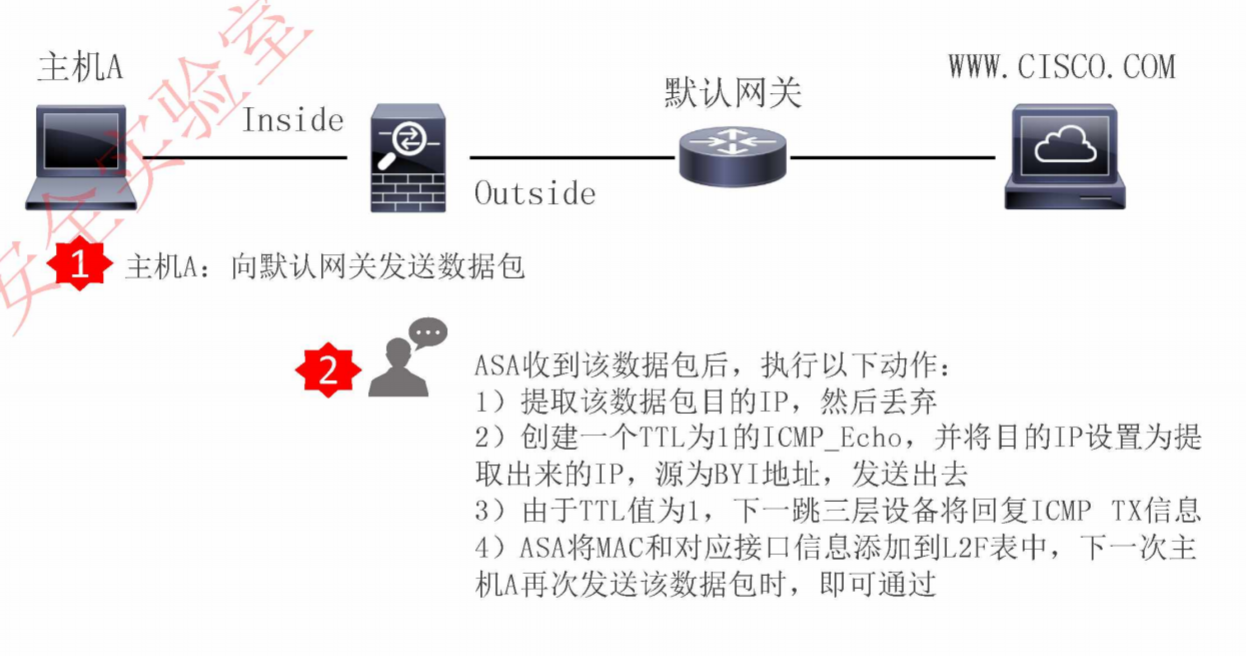 主机A
WWW.CISCO.COM
默认网关
Inside
Outside
安全实验室
1 主机A：向默认网关发送数据包
2
ASA收到该数据包后，执行以下动作：
1）提取该数据包目的IP，然后丢弃
2）创建一个TTL为1的ICMP_Echo，并将目的IP设置为提
取出来的IP，源为BYI地址，发送出去
3）由于TTL值为1，下一跳三层设备将回复ICMP TX信息
4）ASA将MAC和对应接口信息添加到L2F表中，下一次主
机A再次发送该数据包时，即可通过